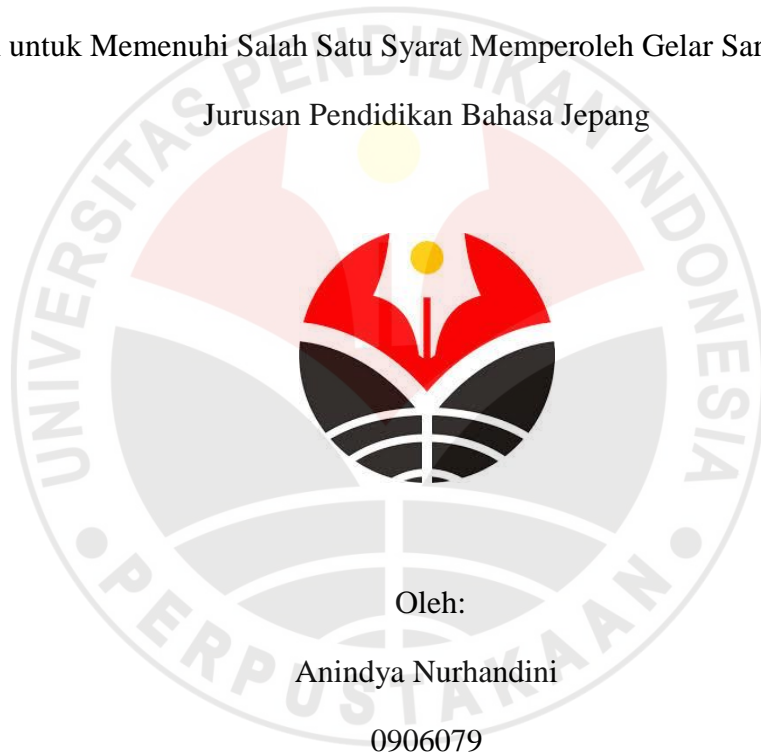 untuk Memenuhi Salah Satu Syarat Memperoleh Gelar
Jurusan Pendidikan Bahasa Jepang
UNIVERSITAS PENDIDIKAN INDONESIA
PERPUSTAKAAN
Oleh:
Anindya Nurhandini
0906079